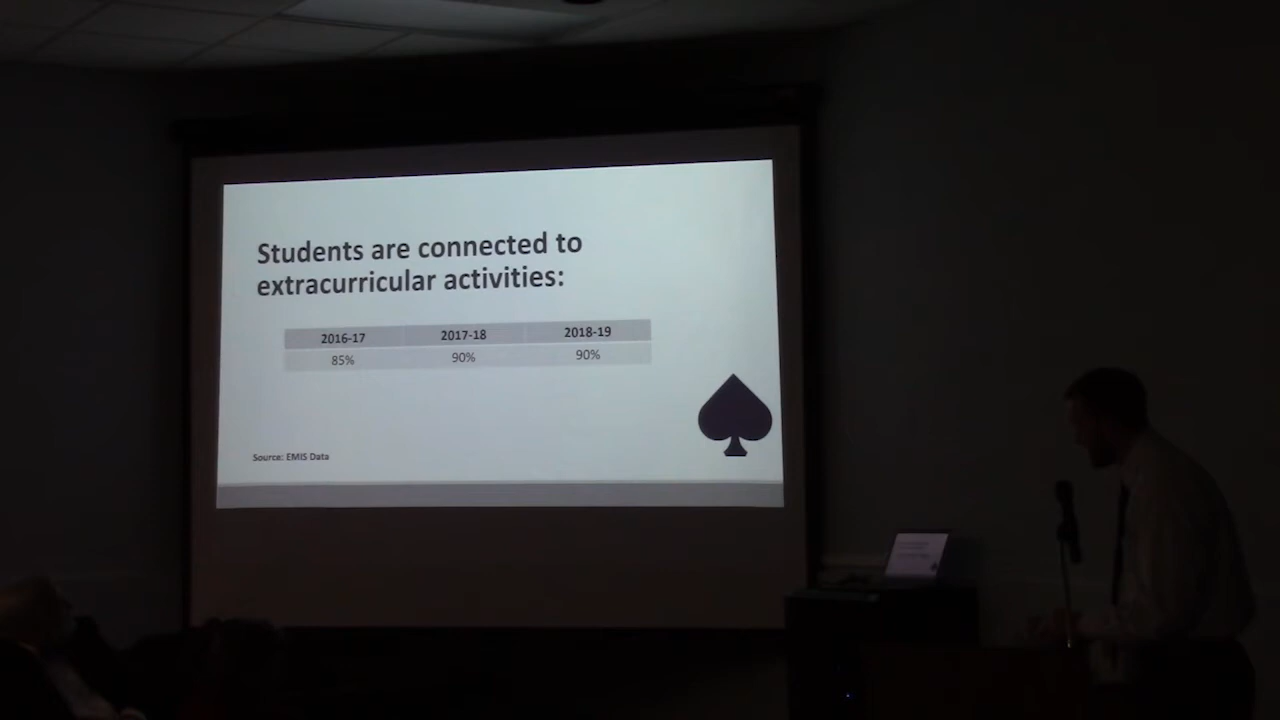 Students are connected to
extracurricular activities:
2016-17 2017-18 2018-19
85% 90% 90%
Source: EMIS Data